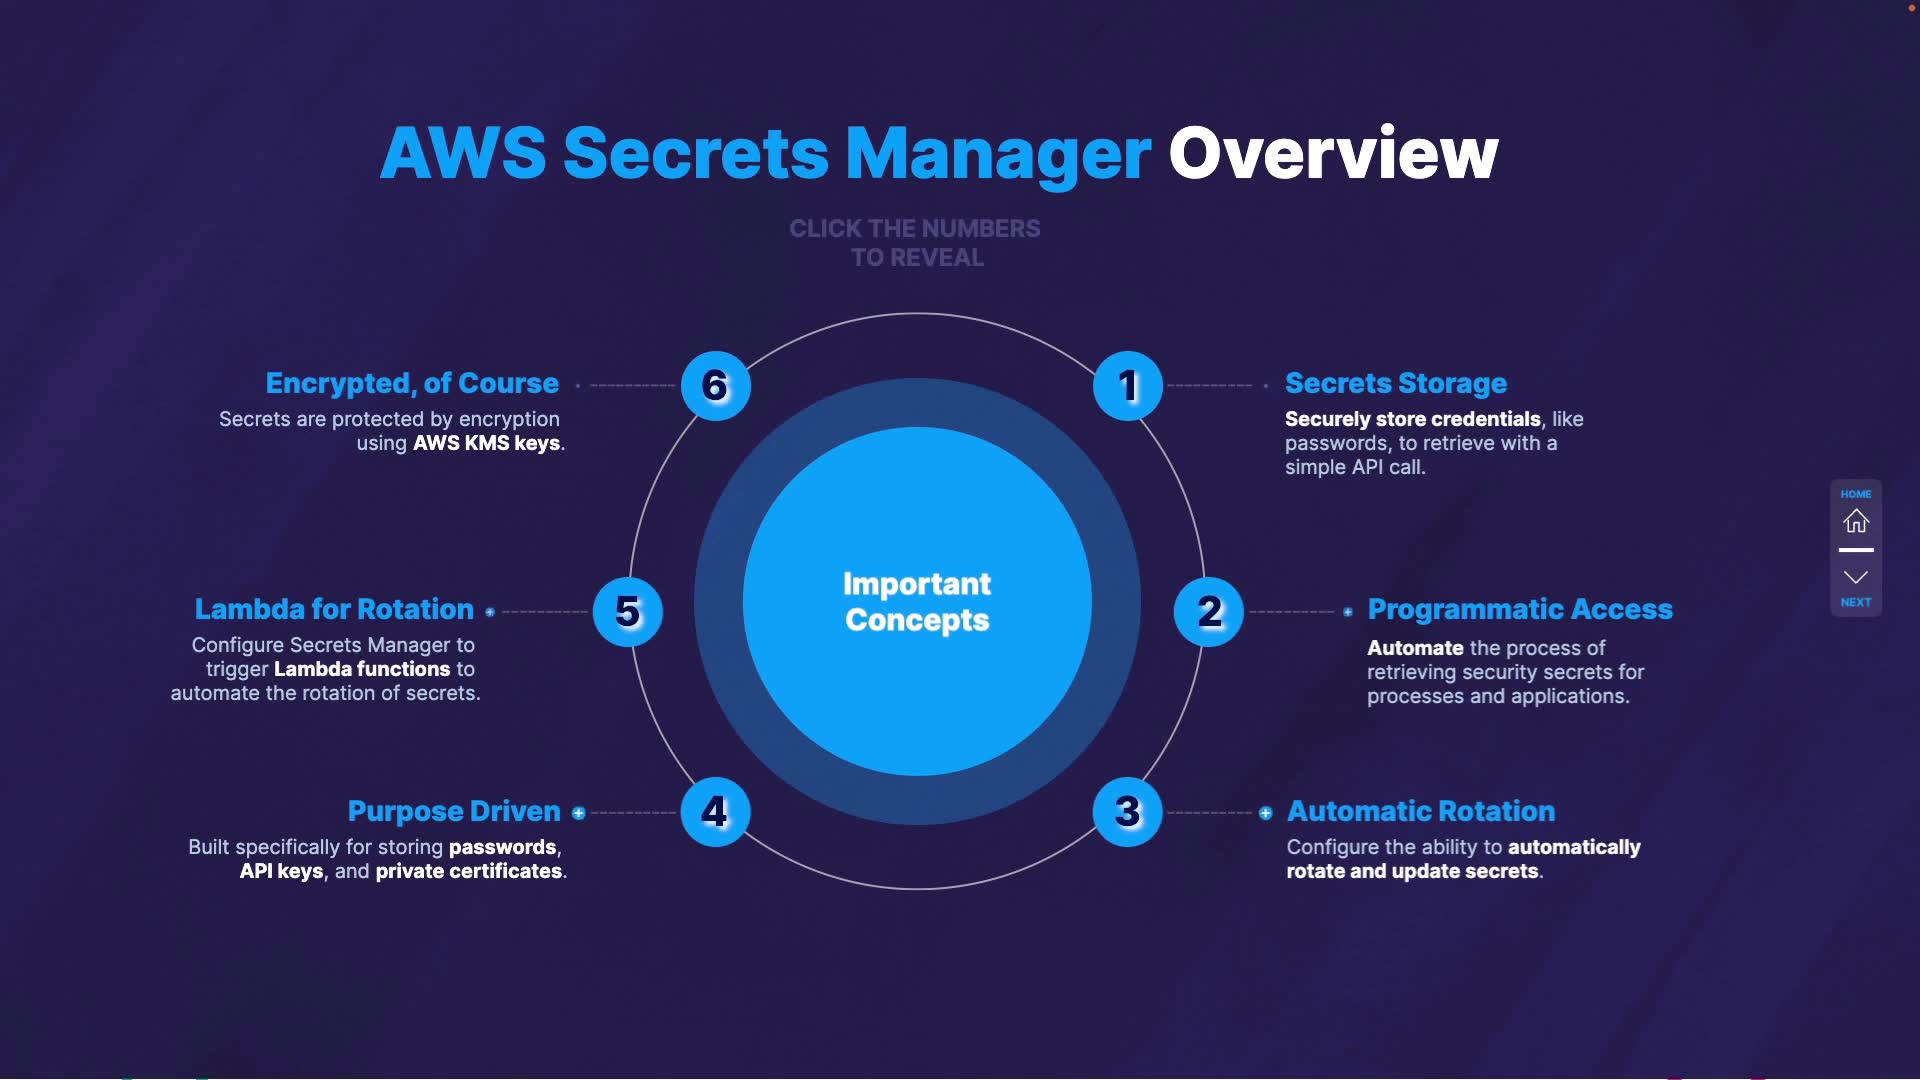 AWS Secrets Manager Overview
CLICK THE NUMBERS
TO REVEAL
1
Secrets Storage
Securely store credentials, like
passwords, to retrieve with a
simple API call.
2
Programmatic Access
Automate the process of
retrieving security secrets for
processes and applications.
3
Automatic Rotation
Configure the ability to automatically
rotate and update secrets.
4
Purpose Driven
Built specifically for storing passwords,
API keys, and private certificates.
5
Lambda for Rotation
Configure Secrets Manager to
trigger Lambda functions to
automate the rotation of secrets.
6
Encrypted, of Course
Secrets are protected by encryption
using AWS KMS keys.
Important
Concepts
HOME
NEXT